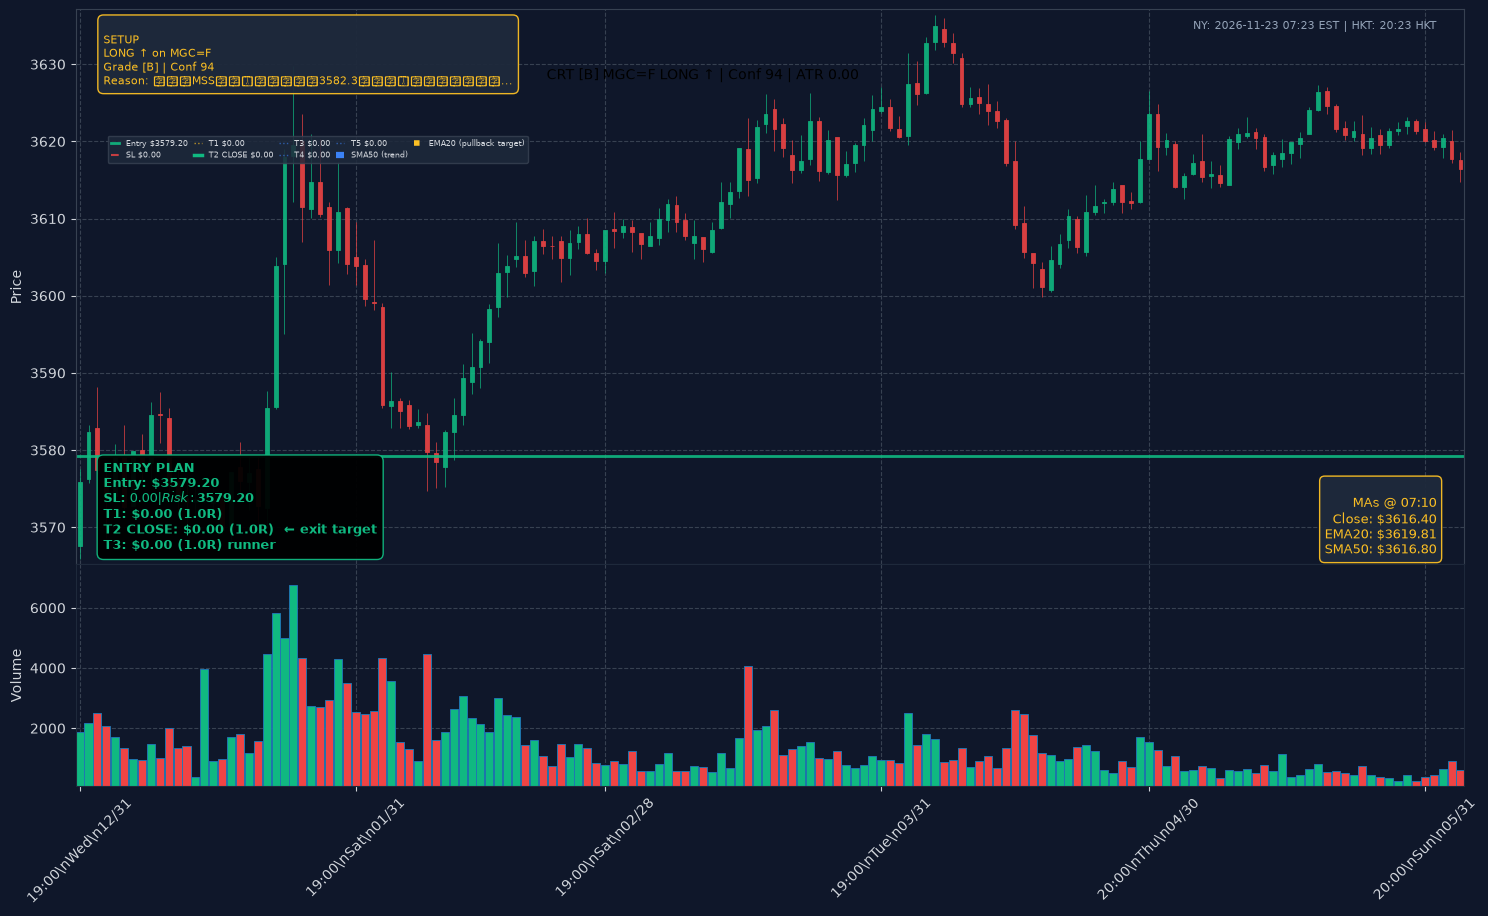 SETUP
LONG ↑ on MGC=F
Grade [B] | Conf 94
Reason: MSS 3582.3 ...
NY: 2026-11-23 07:23 EST | HKT: 20:23 HKT
CRT [B] MGC=F LONG ↑ | Conf 94 | ATR 0.00
Entry $3579.20
T1 $0.00
T3 $0.00
T5 $0.00
EMA20 (pullback target)
SL $0.00
T2 CLOSE $0.00
T4 $0.00
SMA50 (trend)
Price
3630
3620
3610
3600
3590
3580
3570
ENTRY PLAN
Entry: $3579.20
SL: 0.00|Risk:3579.20
T1: $0.00 (1.0R)
T2 CLOSE: $0.00 (1.0R) ← exit target
T3: $0.00 (1.0R) runner
MAs @ 07:10
Close: $3616.40
EMA20: $3619.81
SMA50: $3616.80
Volume
6000
4000
2000
19:00\nWed\n12/31
19:00\nSat\n01/31
19:00\nSat\n02/28
19:00\nTue\n03/31
20:00\nThu\n04/30
20:00\nSun\n05/31